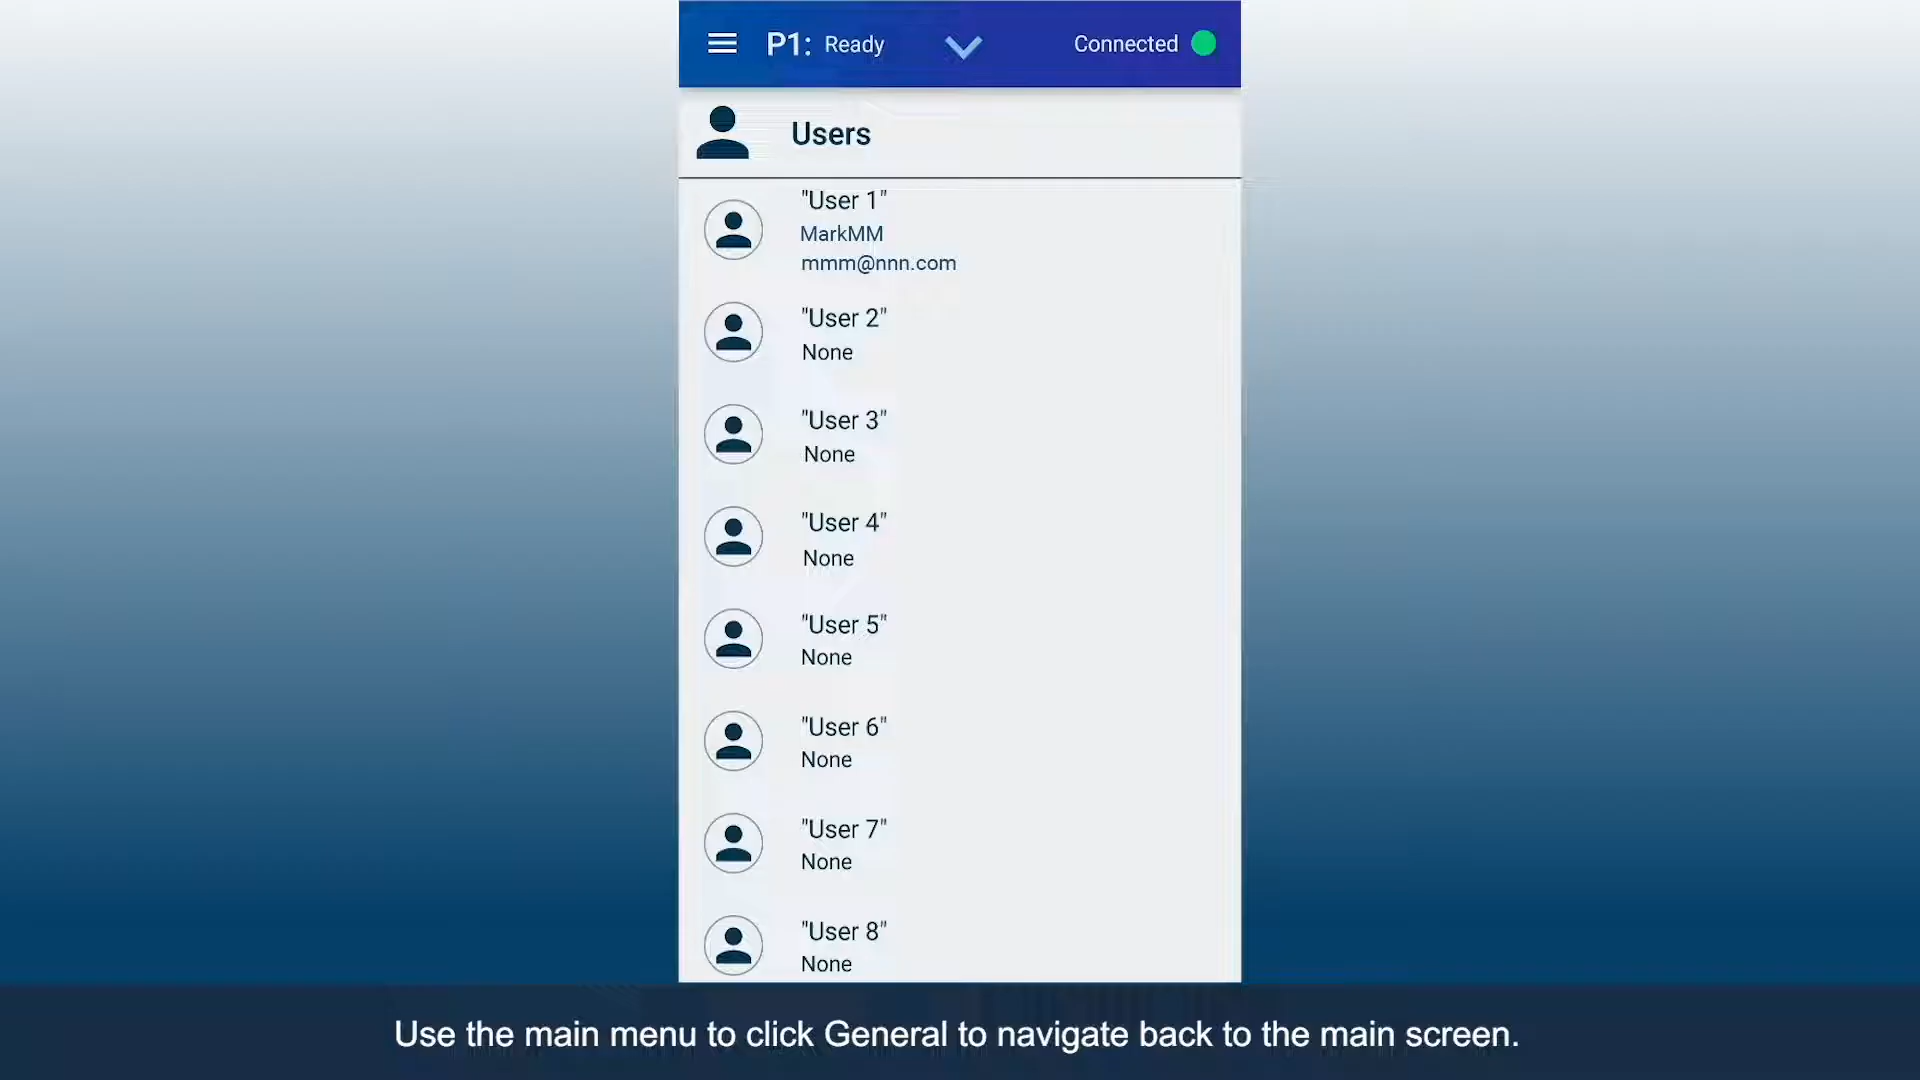 P1: Ready Connected
Users
"User 1"
MarkMM
mmm@nnn.com
"User 2"
None
"User 3"
None
"User 4"
None
"User 5"
None
"User 6"
None
"User 7"
None
"User 8"
None
Use the main menu to click General to navigate back to the main screen.